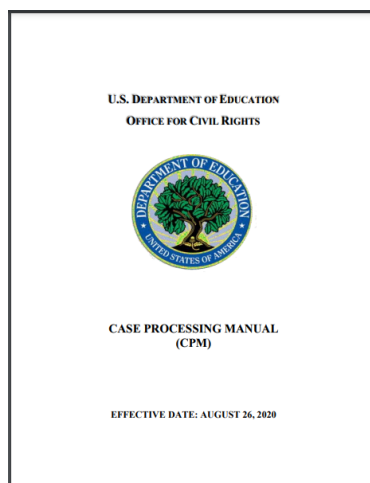 U.S. DEPARTMENT OF EDUCATION
OFFICE FOR CIVIL RIGHTS
DEPARTMENT OF EDUCATION
UNITED STATES OF AMERICA
CASE PROCESSING MANUAL
(CPM)
EFFECTIVE DATE: AUGUST 26, 2020